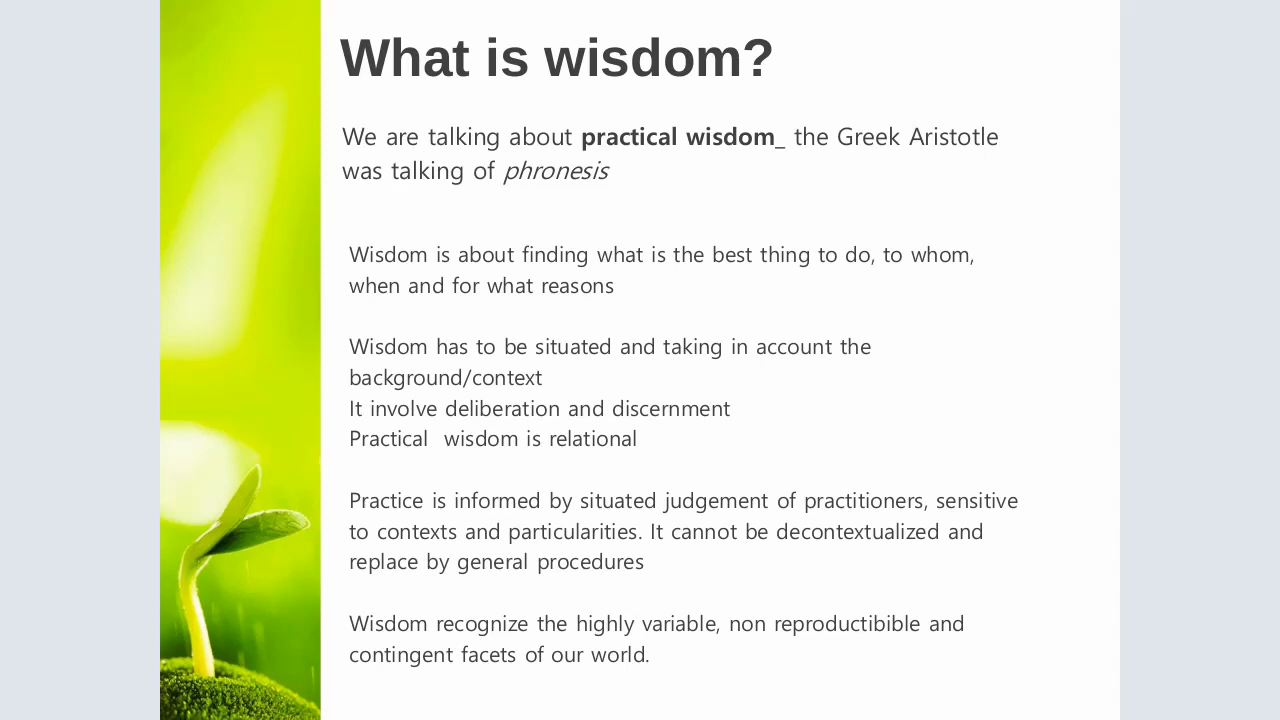 What is wisdom?
We are talking about practical wisdom_ the Greek Aristotle
was talking of phronesis
Wisdom is about finding what is the best thing to do, to whom,
when and for what reasons
Wisdom has to be situated and taking in account the
background/context
It involve deliberation and discernment
Practical  wisdom is relational
Practice is informed by situated judgement of practitioners, sensitive
to contexts and particularities. It cannot be decontextualized and
replace by general procedures
Wisdom recognize the highly variable, non reproductibible and
contingent facets of our world.